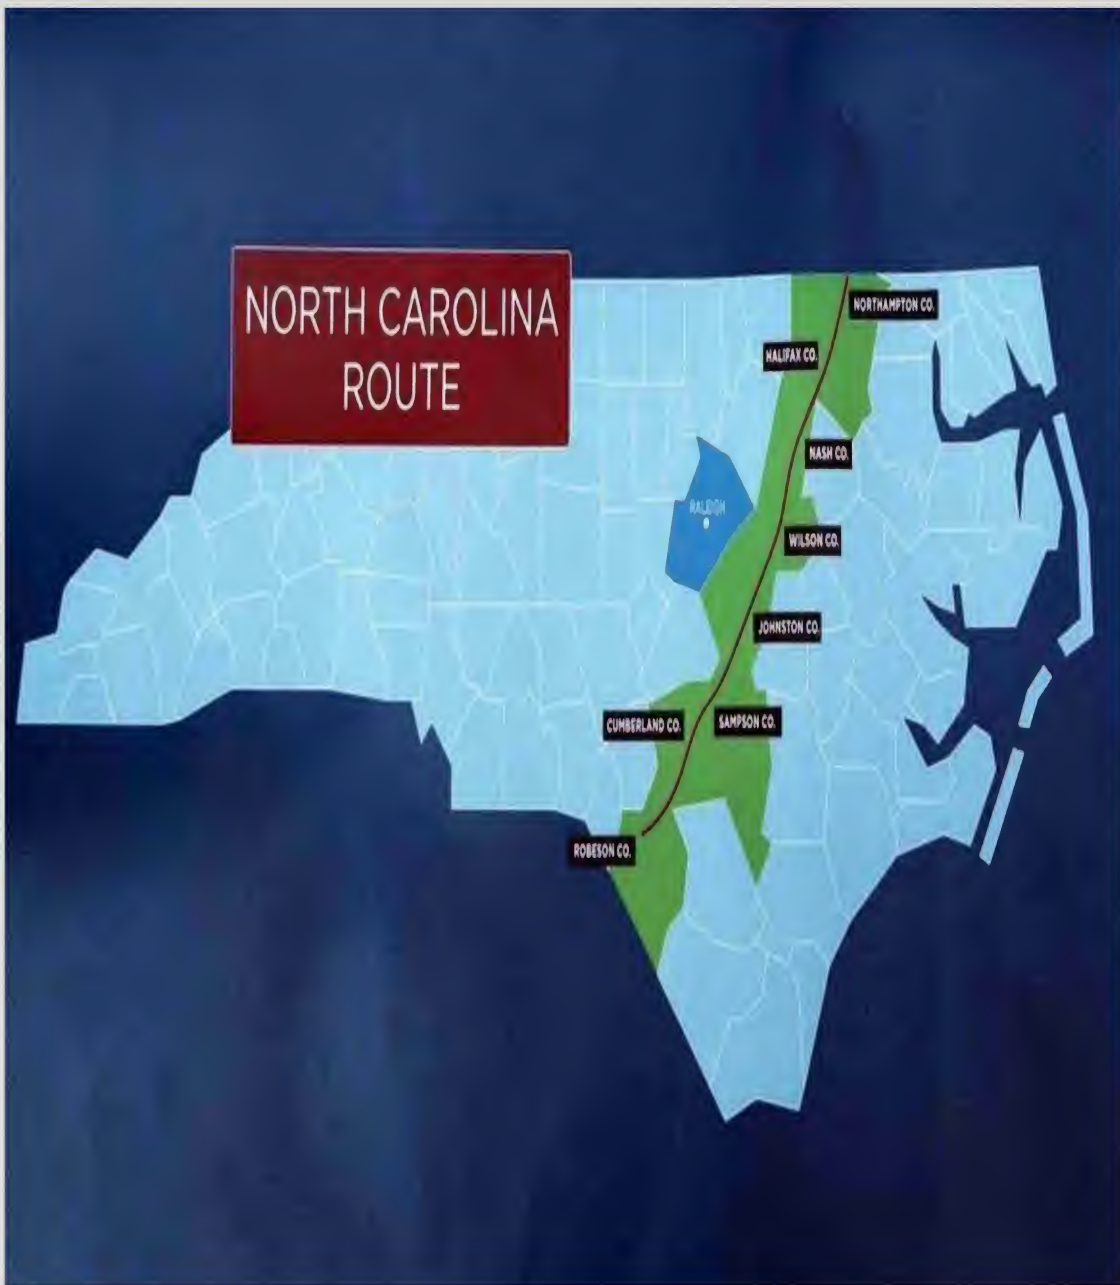 NORTH CAROLINA
ROUTE
NORTHAMPTON CO.
HALIFAX CO.
NASH CO.
RALEIGH
WILSON CO.
JOHNSTON CO.
CUMBERLAND CO.
SAMPSON CO.
ROBESON CO.